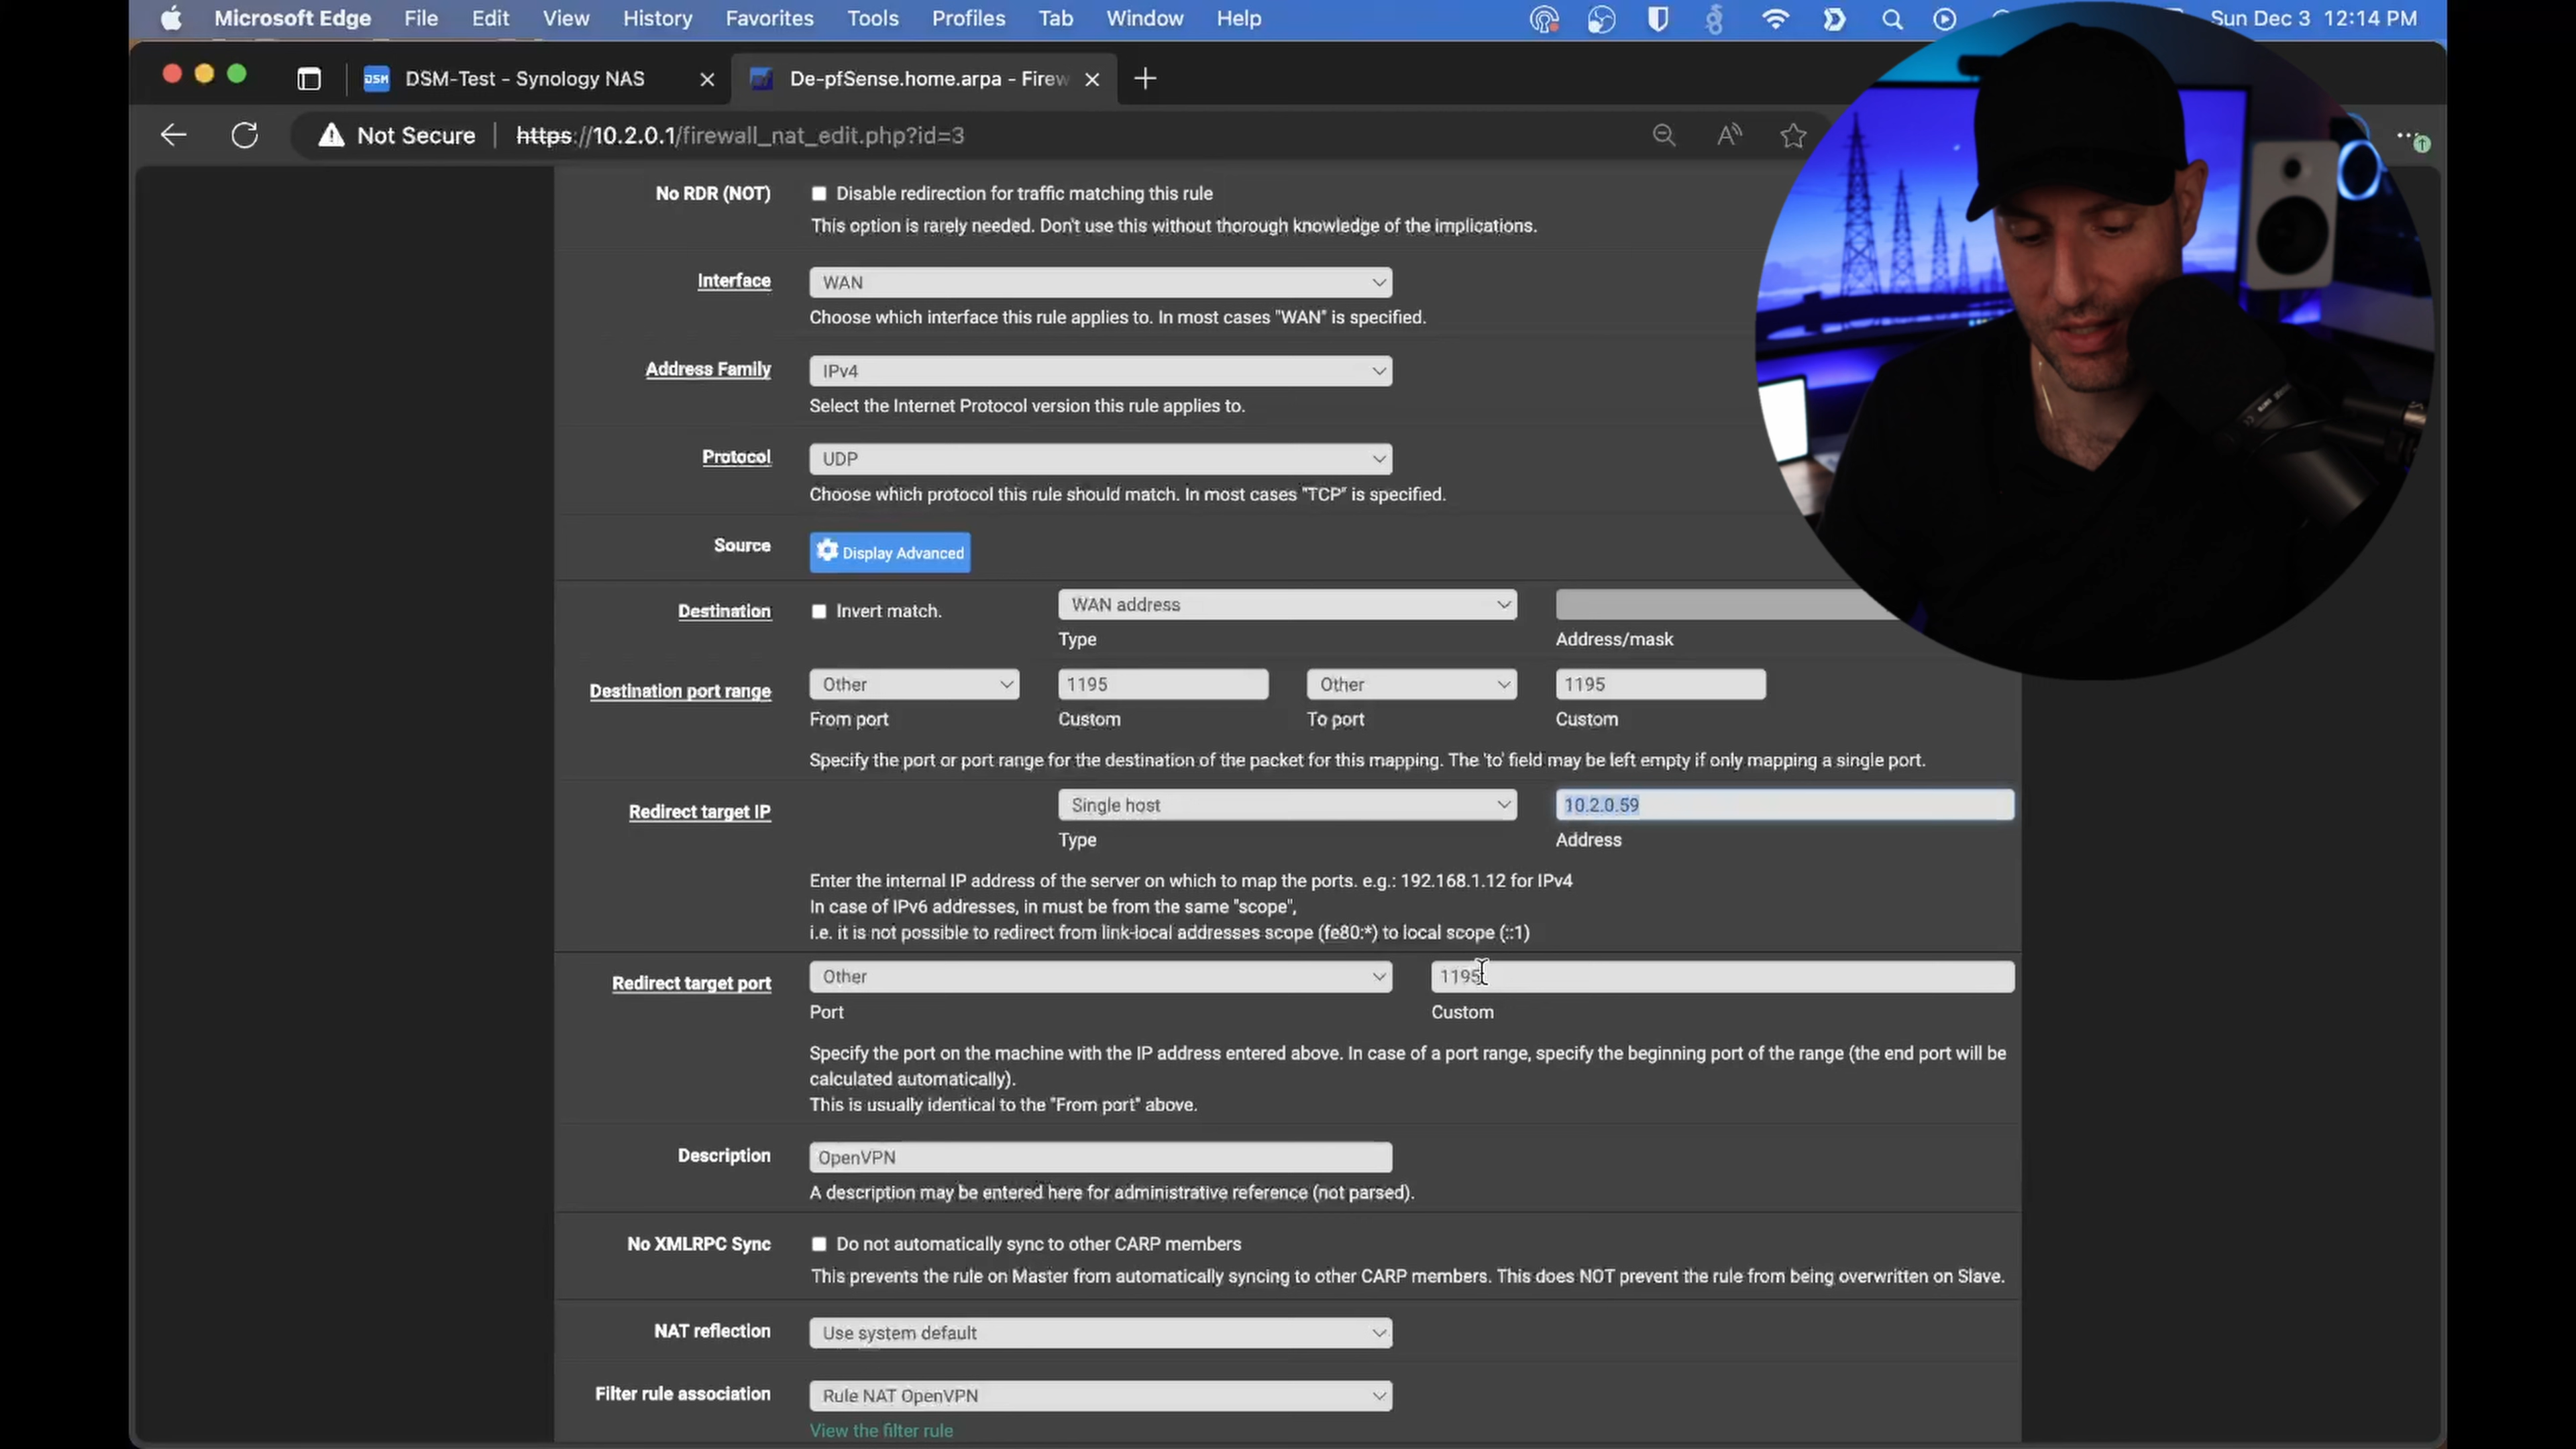 Microsoft Edge File Edit View History Favorites Tools Profiles Tab Window Help Sun Dec 3 12:14 PM
DSM DSM-Test - Synology NAS De-pfSense.home.arpa - Firew
Not Secure https://10.2.0.1/firewall_nat_edit.php?id=3
No RDR (NOT) Disable redirection for traffic matching this rule
This option is rarely needed. Don't use this without thorough knowledge of the implications.
Interface WAN
Choose which interface this rule applies to. In most cases "WAN" is specified.
Address Family IPv4
Select the Internet Protocol version this rule applies to.
Protocol UDP
Choose which protocol this rule should match. In most cases "TCP" is specified.
Source Display Advanced
Destination Invert match. WAN address
Type Address/mask
Destination port range Other 1195 Other 1195
From port Custom To port Custom
Specify the port or port range for the destination of the packet for this mapping. The 'to' field may be left empty if only mapping a single port.
Redirect target IP Single host 10.2.0.59
Type Address
Enter the internal IP address of the server on which to map the ports. e.g.: 192.168.1.12 for IPv4
In case of IPv6 addresses, in must be from the same "scope",
i.e. it is not possible to redirect from link-local addresses scope (fe80:*) to local scope (::1)
Redirect target port Other 1195
Port Custom
Specify the port on the machine with the IP address entered above. In case of a port range, specify the beginning port of the range (the end port will be
calculated automatically).
This is usually identical to the "From port" above.
Description OpenVPN
A description may be entered here for administrative reference (not parsed).
No XMLRPC Sync Do not automatically sync to other CARP members
This prevents the rule on Master from automatically syncing to other CARP members. This does NOT prevent the rule from being overwritten on Slave.
NAT reflection Use system default
Filter rule association Rule NAT OpenVPN
View the filter rule